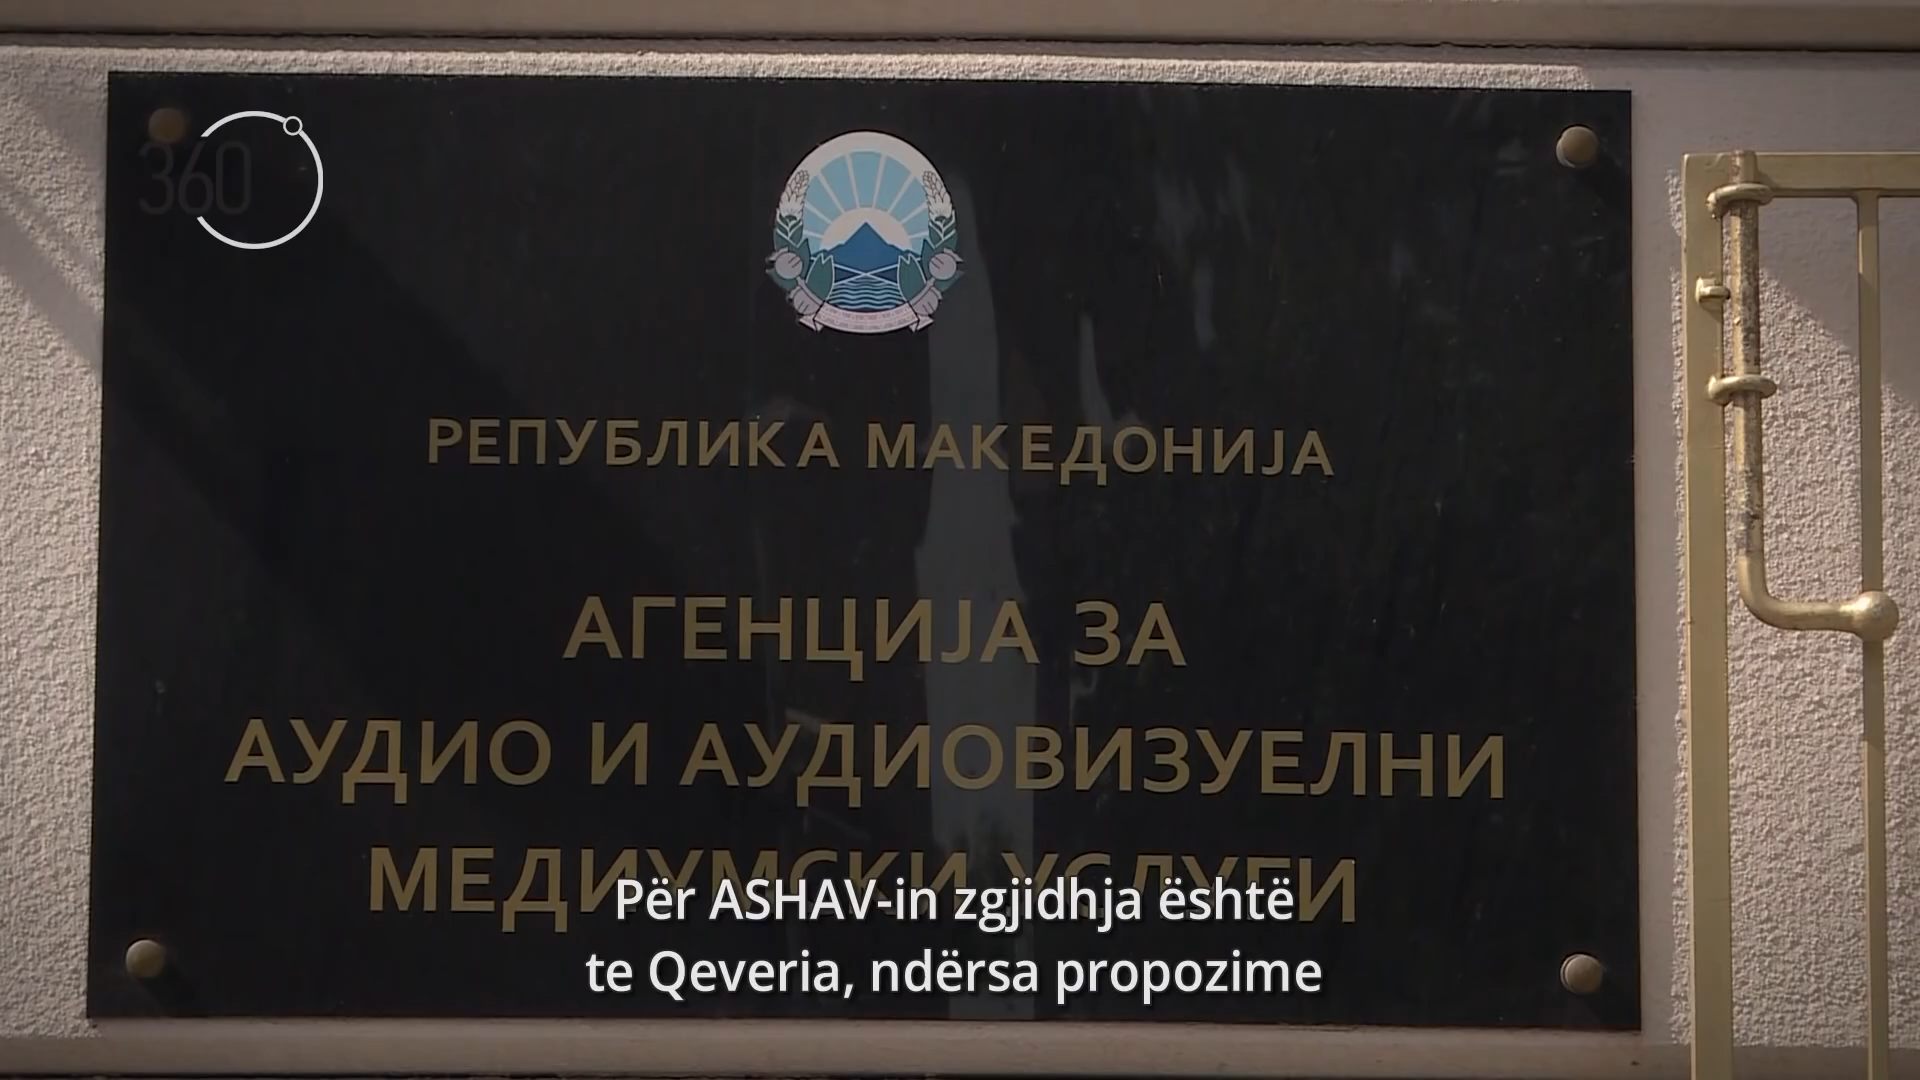 360
РЕПУБЛИКА МАКЕДОНИЈА
АГЕНЦИЈА ЗА
АУДИО И АУДИОВИЗУЕЛНИ
МЕДИУМСКИ УСЛУГИ
Për ASHAV-in zgjidhja është
te Qeveria, ndërsa propozime